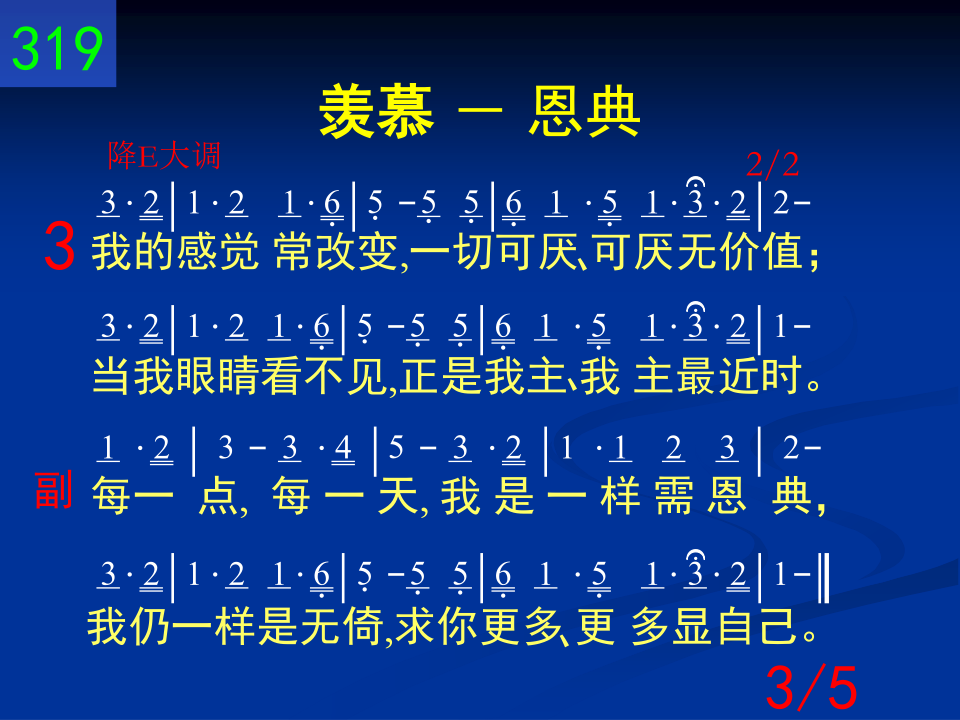 319
羡慕 — 恩典
降E大调
2/2
3·2|1·2 1·6|5 -5 5|6 1 ·5 1·3·2|2-
3
我的感觉 常改变,一切可厌、可厌无价值；
3·2|1·2 1·6|5 -5 5|6 1 ·5 1·3·2|1-
当我眼睛看不见,正是我主、我 主最近时。
1 ·2| 3 - 3 ·4 |5 - 3 ·2|1 ·1 2 3| 2-
副
每一 点, 每 一 天, 我 是 一 样 需 恩 典，
3·2|1·2 1·6|5 -5 5|6 1 ·5 1·3·2|1-‖
我仍一样是无倚,求你更多、更 多显自己。
3/5